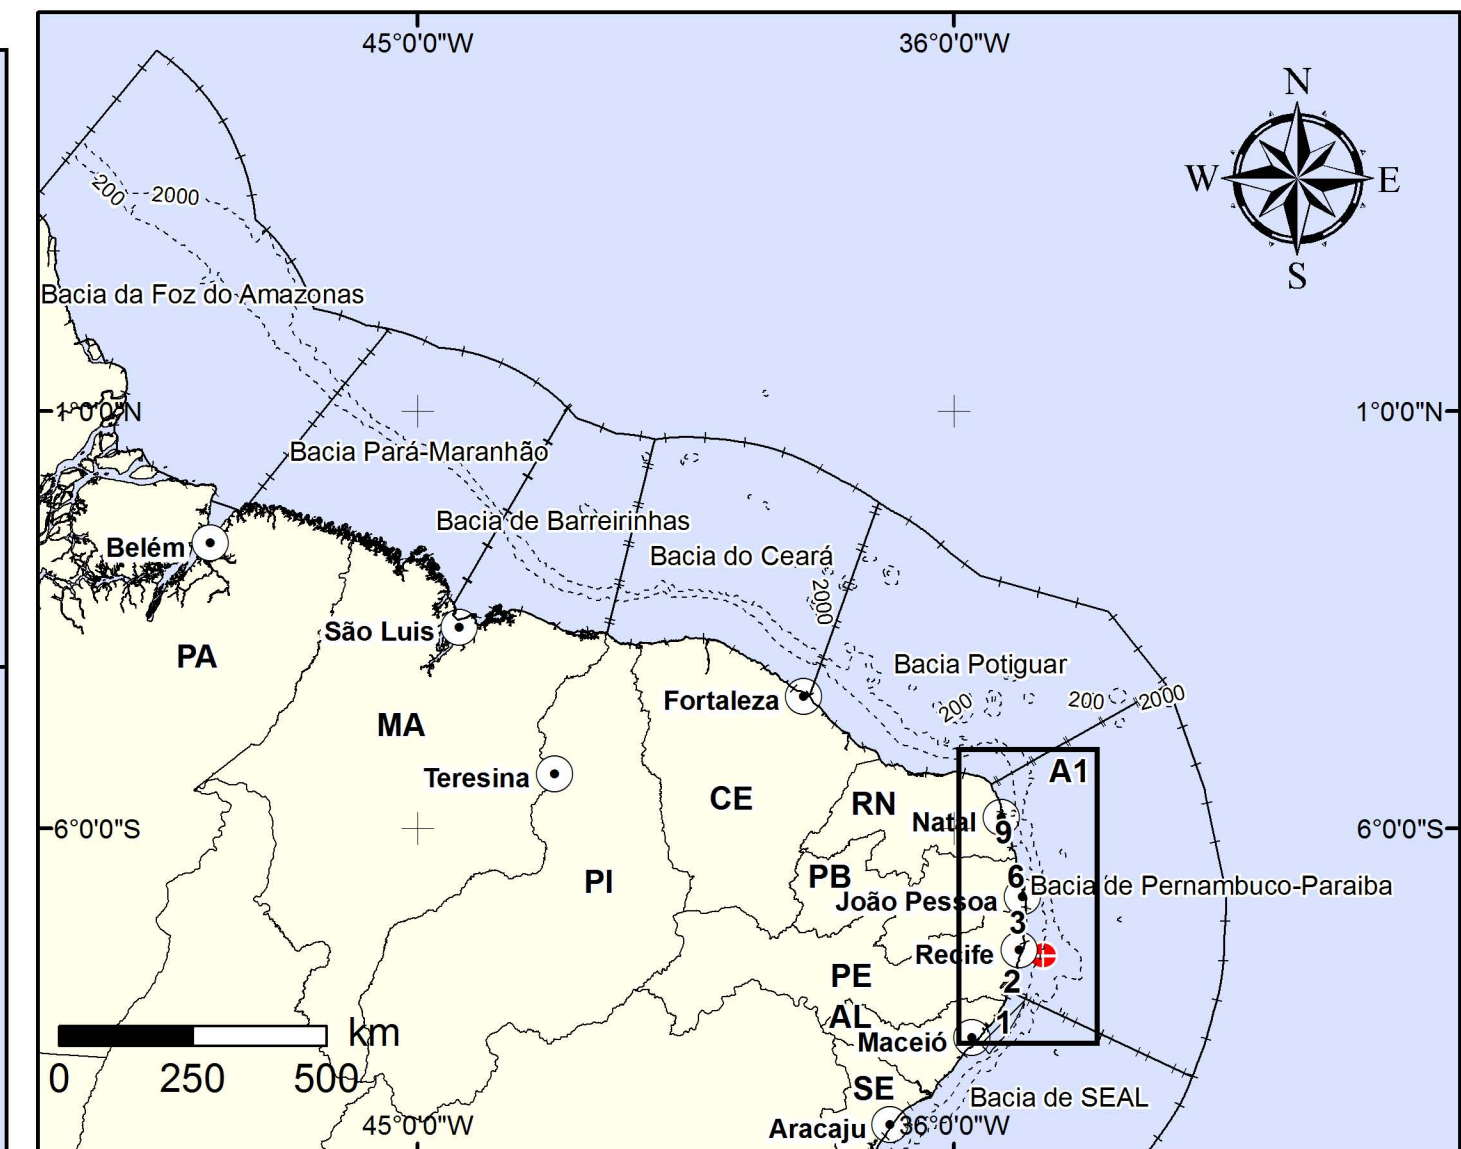 45°0'0"W
36°0'0"W
N
W
E
S
200
2000
Bacia da Foz do Amazonas
1°0'0"N
1°0'0"N
Bacia Pará-Maranhão
Bacia de Barreirinhas
Belém
Bacia do Ceará
2000
São Luis
PA
Bacia Potiguar
Fortaleza
200
200
2000
MA
Teresina
A1
CE
RN
Natal
9
6°0'0"S
6°0'0"S
PI
PB
6
Bacia de Pernambuco-Paraiba
João Pessoa
3
Recife
PE
2
AL
1
km
Maceió
0
250
500
SE
Bacia de SEAL
45°0'0"W
Aracaju
36°0'0"W